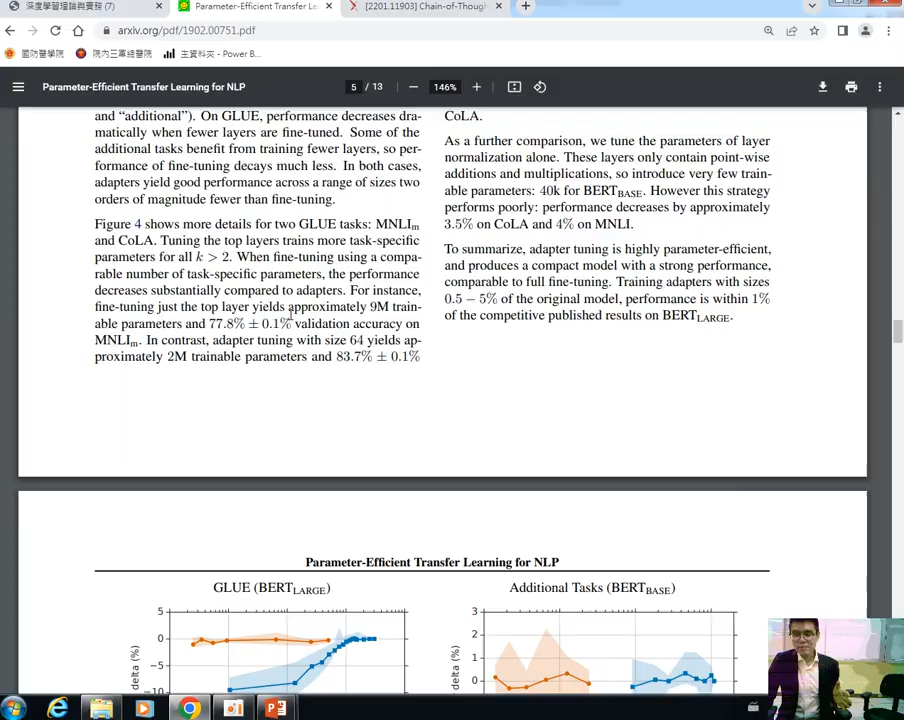 深度學習理論與實務 (7)
Parameter-Efficient Transfer Le
[2201.11903] Chain-of-Though
arxiv.org/pdf/1902.00751.pdf
國防醫學院
院內三軍總醫院
主資料夾 - Power B...
Parameter-Efficient Transfer Learning for NLP
5 / 13
146%
and “additional”). On GLUE, performance decreases dra-
matically when fewer layers are fine-tuned. Some of the
additional tasks benefit from training fewer layers, so per-
formance of fine-tuning decays much less. In both cases,
adapters yield good performance across a range of sizes two
orders of magnitude fewer than fine-tuning.
Figure 4 shows more details for two GLUE tasks: MNLIm
and CoLA. Tuning the top layers trains more task-specific
parameters for all k > 2. When fine-tuning using a compa-
rable number of task-specific parameters, the performance
decreases substantially compared to adapters. For instance,
fine-tuning just the top layer yields approximately 9M train-
able parameters and 77.8% ± 0.1% validation accuracy on
MNLIm. In contrast, adapter tuning with size 64 yields ap-
proximately 2M trainable parameters and 83.7% ± 0.1%
CoLA.
As a further comparison, we tune the parameters of layer
normalization alone. These layers only contain point-wise
additions and multiplications, so introduce very few train-
able parameters: 40k for BERTBASE. However this strategy
performs poorly: performance decreases by approximately
3.5% on CoLA and 4% on MNLI.
To summarize, adapter tuning is highly parameter-efficient,
and produces a compact model with a strong performance,
comparable to full fine-tuning. Training adapters with sizes
0.5 − 5% of the original model, performance is within 1%
of the competitive published results on BERTLARGE.
Parameter-Efficient Transfer Learning for NLP
GLUE (BERTLARGE)
5
0
−5
−10
delta (%)
Additional Tasks (BERTBASE)
3
2
1
0
delta (%)